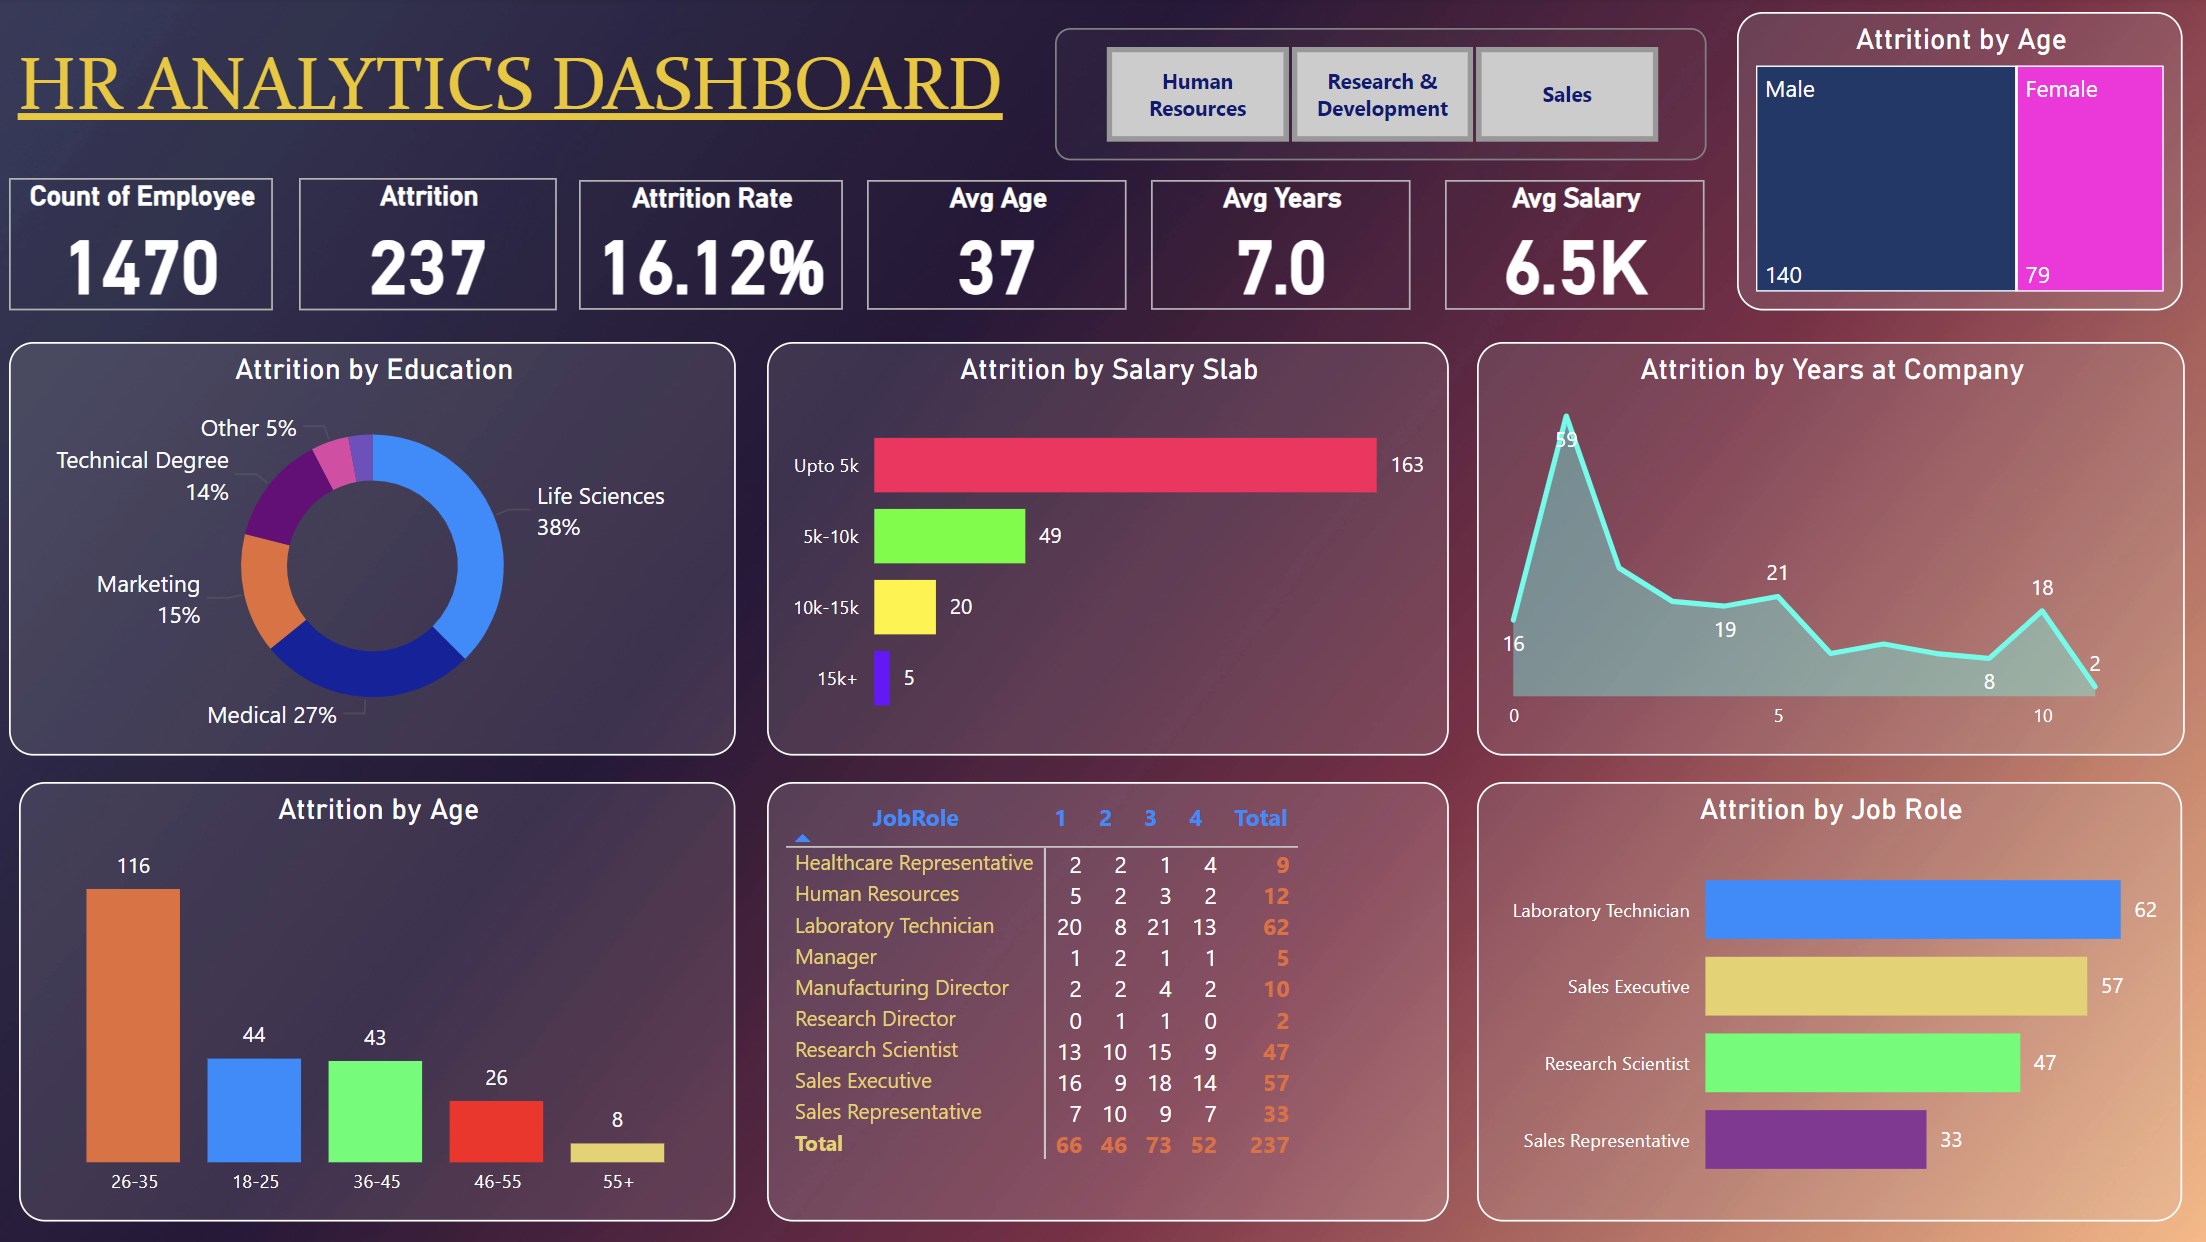 HR ANALYTICS DASHBOARD
Human
Resources
Research &
Development
Sales
Attritiont by Age
Male
Female
140
79
Count of Employee
1470
Attrition
237
Attrition Rate
16.12%
Avg Age
37
Avg Years
7.0
Avg Salary
6.5K
Attrition by Education
Other 5%
Technical Degree
14%
Life Sciences
38%
Marketing
15%
Medical 27%
Attrition by Salary Slab
Upto 5k 163
5k-10k 49
10k-15k 20
15k+ 5
Attrition by Years at Company
59
21
18
16
19
2
8
0 5 10
Attrition by Age
116
44
43
26
8
26-35 18-25 36-45 46-55 55+
JobRole 1 2 3 4 Total
Healthcare Representative 2 2 1 4 9
Human Resources 5 2 3 2 12
Laboratory Technician 20 8 21 13 62
Manager 1 2 1 1 5
Manufacturing Director 2 2 4 2 10
Research Director 0 1 1 0 2
Research Scientist 13 10 15 9 47
Sales Executive 16 9 18 14 57
Sales Representative 7 10 9 7 33
Total 66 46 73 52 237
Attrition by Job Role
Laboratory Technician 62
Sales Executive 57
Research Scientist 47
Sales Representative 33